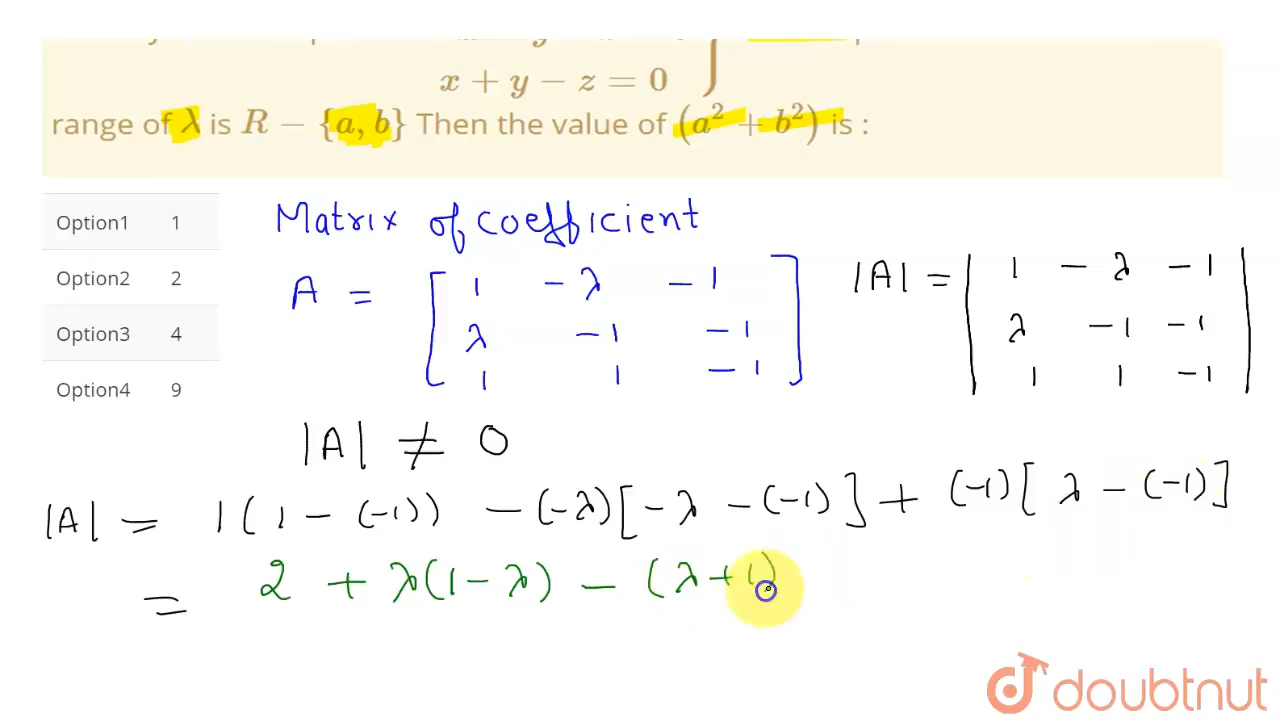 x + y − z = 0
range of λ is R − {a, b} Then the value of (a² + b²) is :
Option1 1
Option2 2
Option3 4
Option4 9
Matrix of coefficient
A = [ 1 −λ −1
λ −1 −1
1 1 −1 ]
|A| = | 1 −λ −1
λ −1 −1
1 1 −1 |
|A| ≠ 0
|A| = 1(1 − (−1)) − (−λ)[−λ − (−1)] + (−1)[λ − (−1)]
= 2 + λ(1 − λ) − (λ + 1)
doubtnut